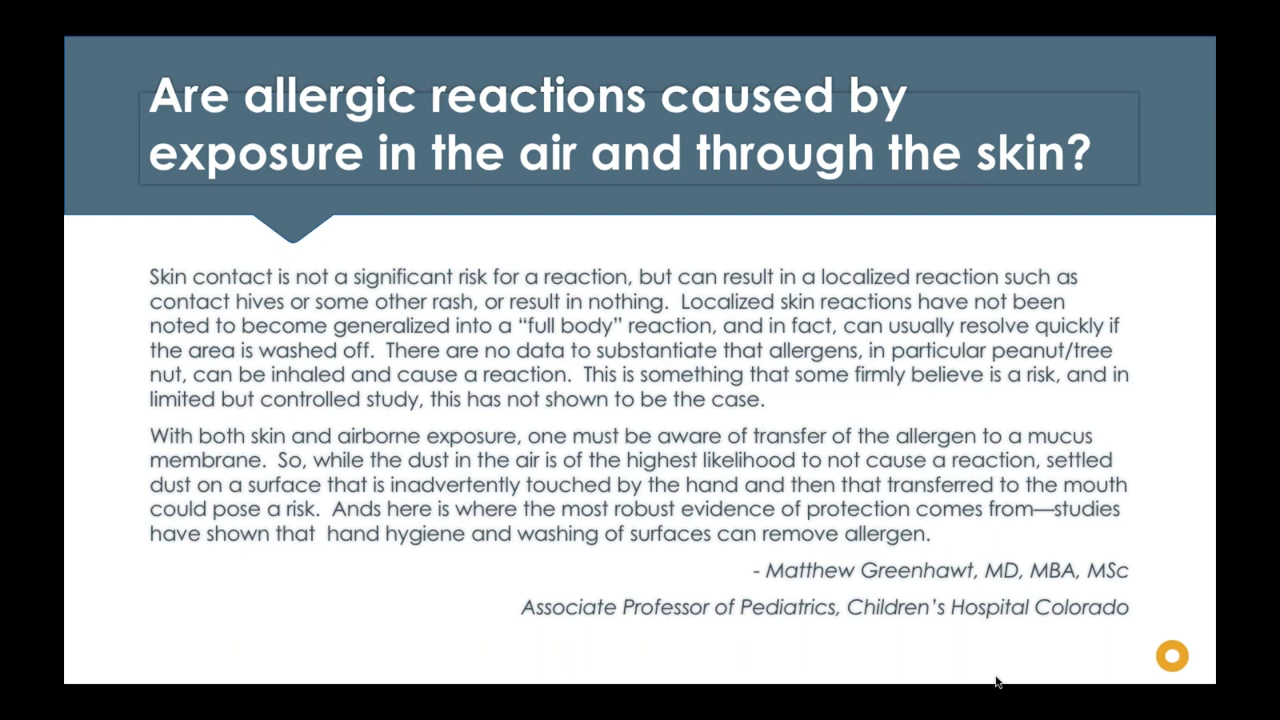 Are allergic reactions caused by
exposure in the air and through the skin?
Skin contact is not a significant risk for a reaction, but can result in a localized reaction such as
contact hives or some other rash, or result in nothing.  Localized skin reactions have not been
noted to become generalized into a “full body” reaction, and in fact, can usually resolve quickly if
the area is washed off.  There are no data to substantiate that allergens, in particular peanut/tree
nut, can be inhaled and cause a reaction.  This is something that some firmly believe is a risk, and in
limited but controlled study, this has not shown to be the case.
With both skin and airborne exposure, one must be aware of transfer of the allergen to a mucus
membrane.  So, while the dust in the air is of the highest likelihood to not cause a reaction, settled
dust on a surface that is inadvertently touched by the hand and then that transferred to the mouth
could pose a risk.  Ands here is where the most robust evidence of protection comes from—studies
have shown that  hand hygiene and washing of surfaces can remove allergen.
- Matthew Greenhawt, MD, MBA, MSc
Associate Professor of Pediatrics, Children’s Hospital Colorado